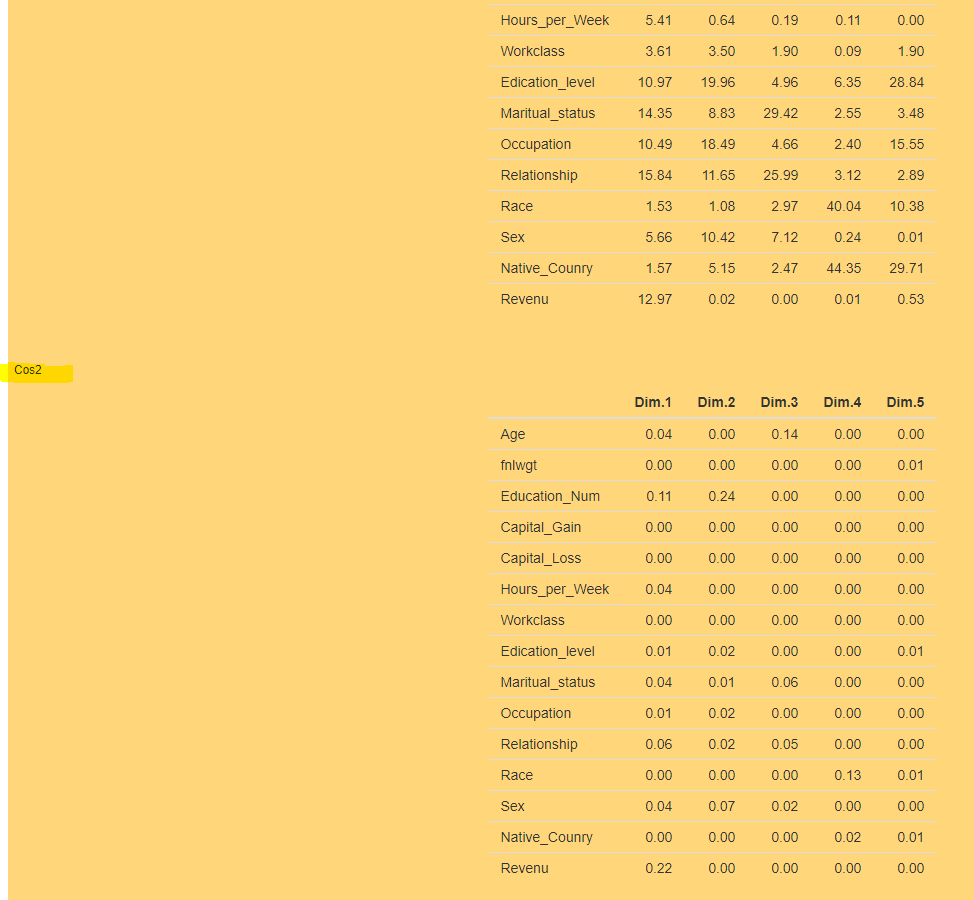 Hours_per_Week 5.41 0.64 0.19 0.11 0.00
Workclass 3.61 3.50 1.90 0.09 1.90
Edication_level 10.97 19.96 4.96 6.35 28.84
Maritual_status 14.35 8.83 29.42 2.55 3.48
Occupation 10.49 18.49 4.66 2.40 15.55
Relationship 15.84 11.65 25.99 3.12 2.89
Race 1.53 1.08 2.97 40.04 10.38
Sex 5.66 10.42 7.12 0.24 0.01
Native_Counry 1.57 5.15 2.47 44.35 29.71
Revenu 12.97 0.02 0.00 0.01 0.53
Cos2
Dim.1 Dim.2 Dim.3 Dim.4 Dim.5
Age 0.04 0.00 0.14 0.00 0.00
fnlwgt 0.00 0.00 0.00 0.00 0.01
Education_Num 0.11 0.24 0.00 0.00 0.00
Capital_Gain 0.00 0.00 0.00 0.00 0.00
Capital_Loss 0.00 0.00 0.00 0.00 0.00
Hours_per_Week 0.04 0.00 0.00 0.00 0.00
Workclass 0.00 0.00 0.00 0.00 0.00
Edication_level 0.01 0.02 0.00 0.00 0.01
Maritual_status 0.04 0.01 0.06 0.00 0.00
Occupation 0.01 0.02 0.00 0.00 0.00
Relationship 0.06 0.02 0.05 0.00 0.00
Race 0.00 0.00 0.00 0.13 0.01
Sex 0.04 0.07 0.02 0.00 0.00
Native_Counry 0.00 0.00 0.00 0.02 0.01
Revenu 0.22 0.00 0.00 0.00 0.00